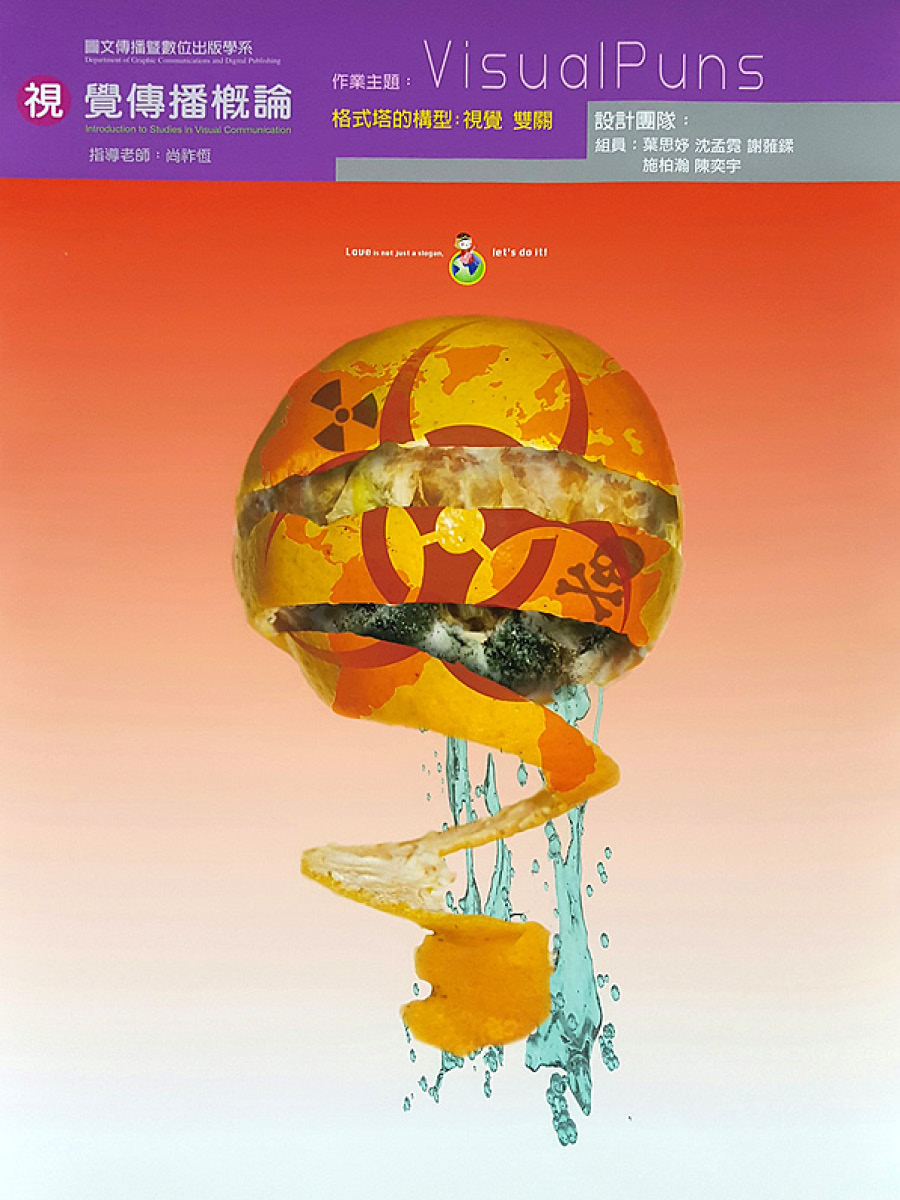 圖文傳播暨數位出版學系
Department of Graphic Communications and Digital Publishing
視覺傳播概論
Introduction to Studies in Visual Communication
指導老師：尚祚恆
作業主題：VisualPuns
格式塔的構型：視覺 雙關
設計團隊：
組員：葉思妤 沈孟霓 謝雅鍒
施柏瀚 陳奕宇
Love is not just a slogan, let's do it!